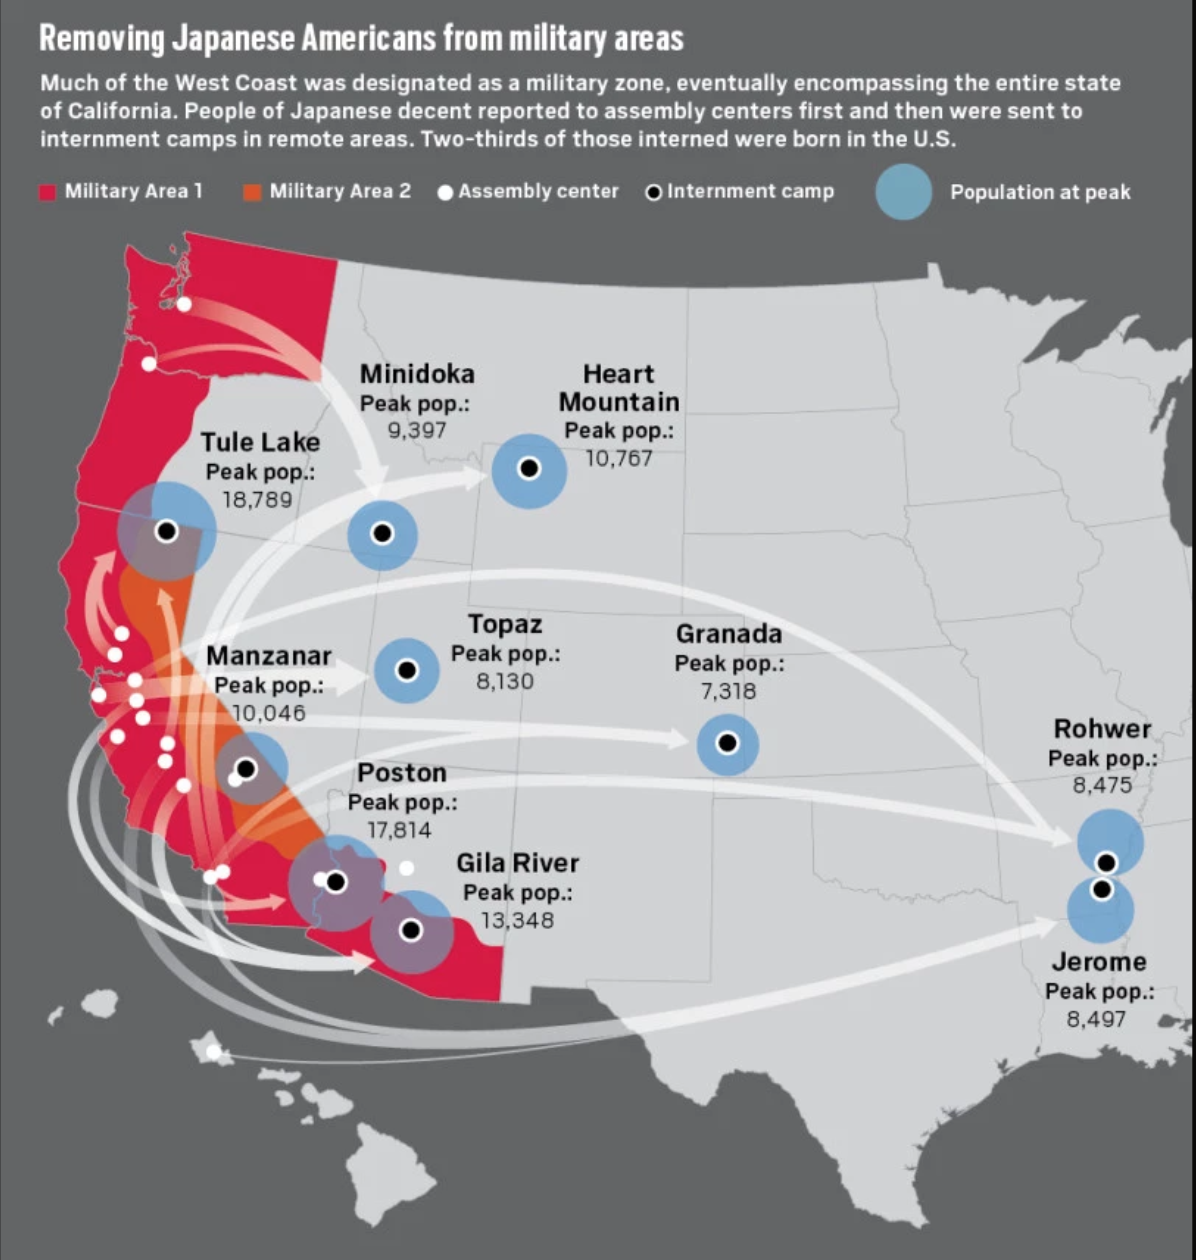 Removing Japanese Americans from military areas
Much of the West Coast was designated as a military zone, eventually encompassing the entire state
of California. People of Japanese decent reported to assembly centers first and then were sent to
internment camps in remote areas. Two-thirds of those interned were born in the U.S.
Military Area 1
Military Area 2
Assembly center
Internment camp
Population at peak
Minidoka
Peak pop.:
9,397
Heart
Mountain
Peak pop.:
10,767
Tule Lake
Peak pop.:
18,789
Topaz
Peak pop.:
8,130
Granada
Peak pop.:
7,318
Manzanar
Peak pop.:
10,046
Rohwer
Peak pop.:
8,475
Poston
Peak pop.:
17,814
Gila River
Peak pop.:
13,348
Jerome
Peak pop.:
8,497